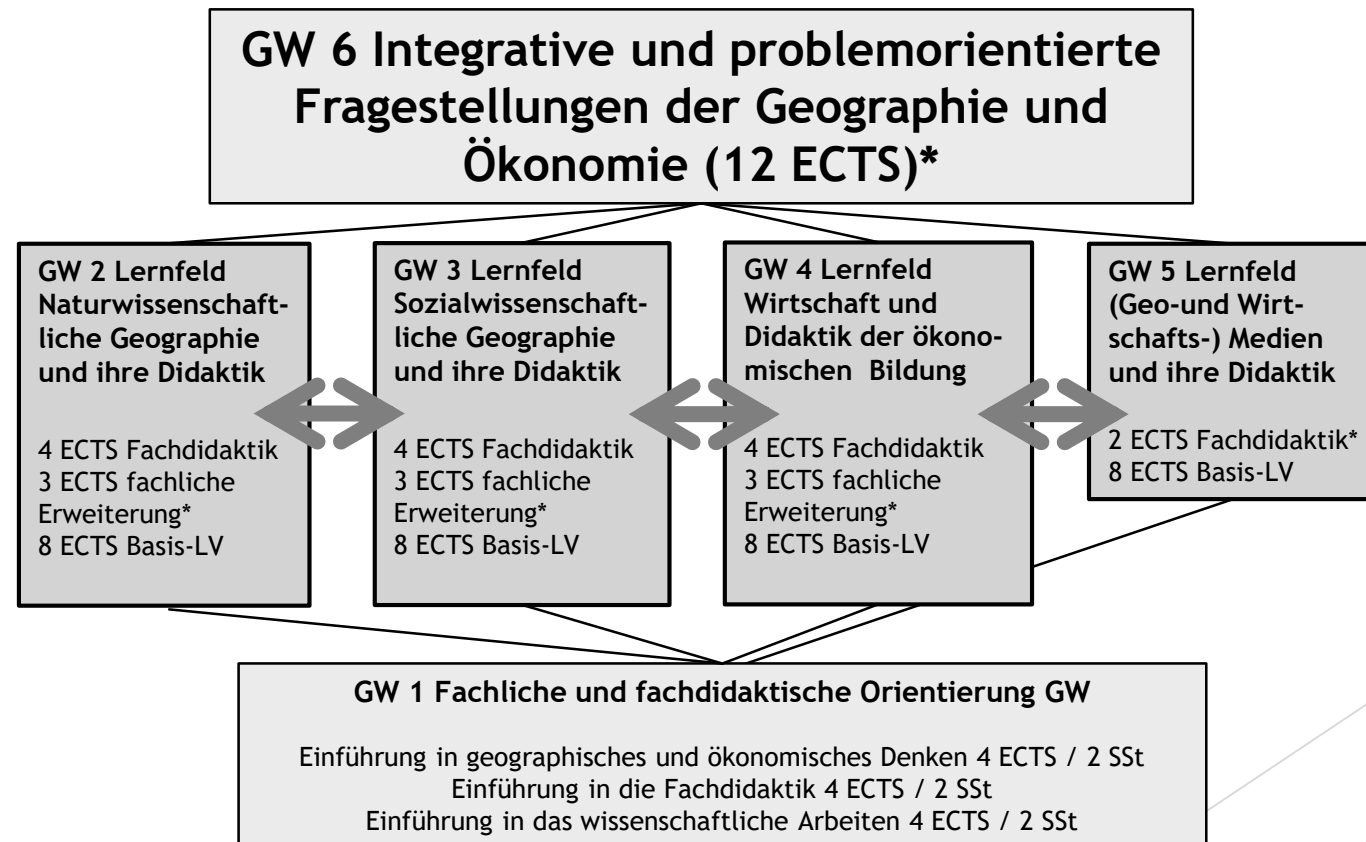 GW 6 Integrative und problemorientierte
Fragestellungen der Geographie und
Ökonomie (12 ECTS)*
GW 2 Lernfeld
Naturwissenschaft-
liche Geographie
und ihre Didaktik
4 ECTS Fachdidaktik
3 ECTS fachliche
Erweiterung*
8 ECTS Basis-LV
GW 3 Lernfeld
Sozialwissenschaft-
liche Geographie
und ihre Didaktik
4 ECTS Fachdidaktik
3 ECTS fachliche
Erweiterung*
8 ECTS Basis-LV
GW 4 Lernfeld
Wirtschaft und
Didaktik der ökono-
mischen Bildung
4 ECTS Fachdidaktik
3 ECTS fachliche
Erweiterung*
8 ECTS Basis-LV
GW 5 Lernfeld
(Geo-und Wirt-
schafts-) Medien
und ihre Didaktik
2 ECTS Fachdidaktik*
8 ECTS Basis-LV
GW 1 Fachliche und fachdidaktische Orientierung GW
Einführung in geographisches und ökonomisches Denken 4 ECTS / 2 SSt
Einführung in die Fachdidaktik 4 ECTS / 2 SSt
Einführung in das wissenschaftliche Arbeiten 4 ECTS / 2 SSt